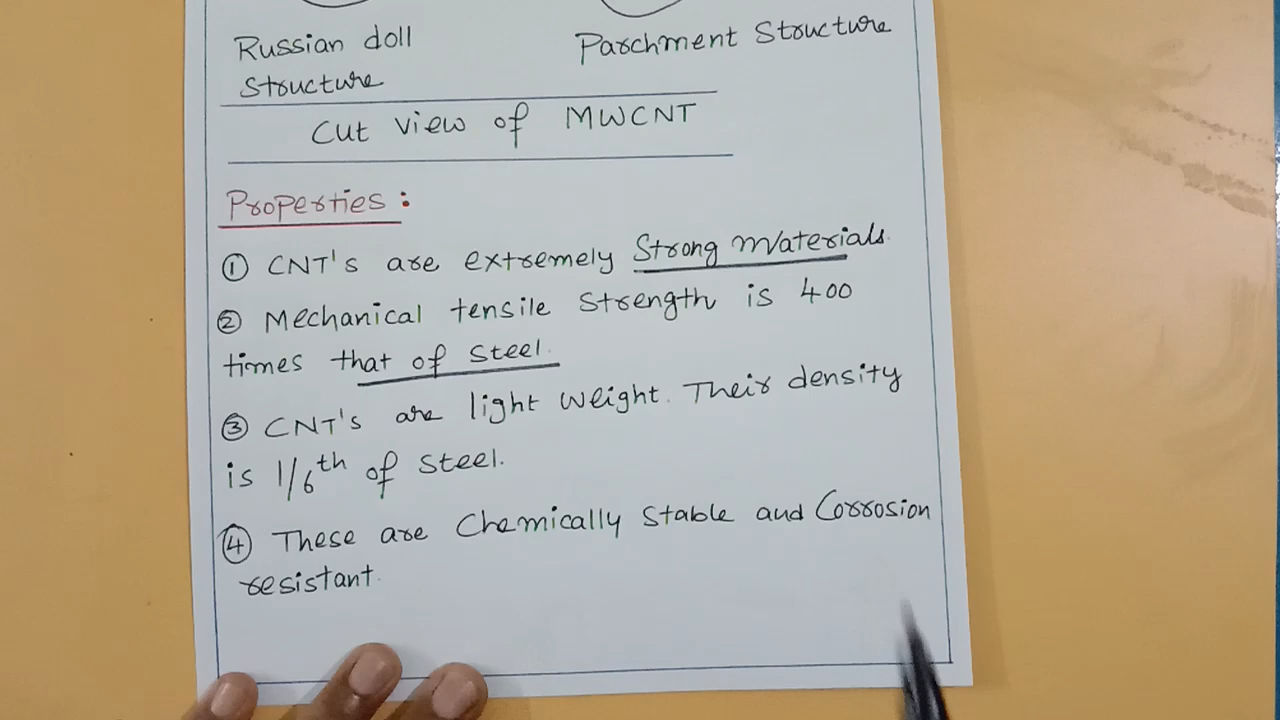 Russian doll
Structure
Parchment Structure
Cut view of MWCNT
Properties :
① CNT's are extremely Strong Materials.
② Mechanical tensile Strength is 400
times that of steel.
③ CNT's are light weight. Their density
is 1/6th of steel.
④ These are Chemically stable and Corrosion
resistant.